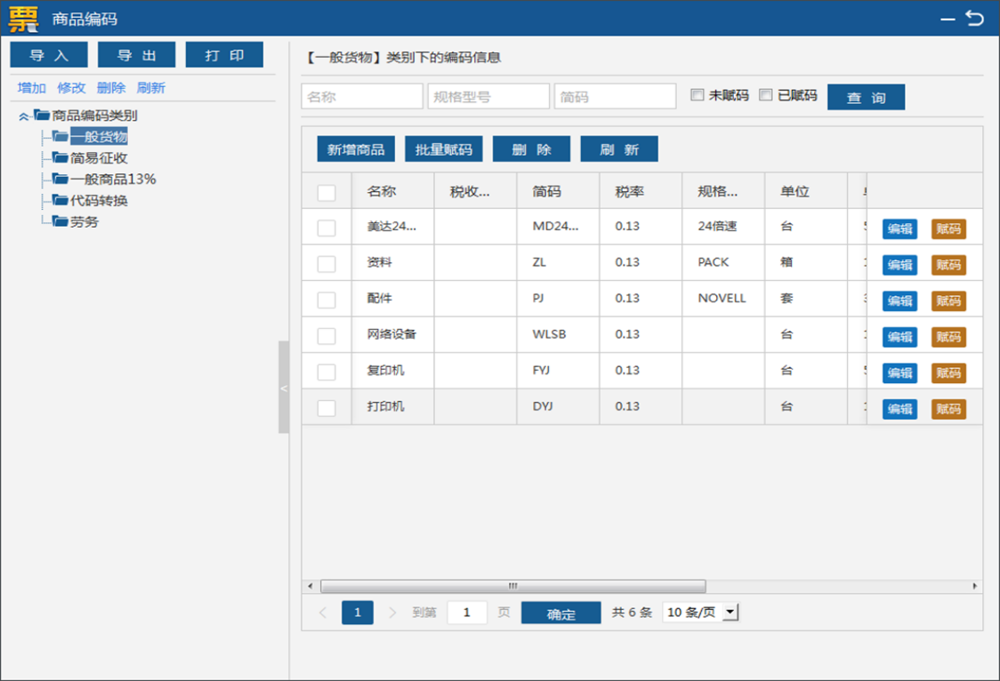 票 商品编码
导 入 导 出 打 印
增加 修改 删除 刷新
商品编码类别
一般货物
简易征收
一般商品13%
代码转换
劳务
【一般货物】类别下的编码信息
名称 规格型号 简码 未赋码 已赋码 查 询
新增商品 批量赋码 删 除 刷 新
名称 税收... 简码 税率 规格... 单位
美达24... MD24... 0.13 24倍速 台 编辑 赋码
资料 ZL 0.13 PACK 箱 编辑 赋码
配件 PJ 0.13 NOVELL 套 编辑 赋码
网络设备 WLSB 0.13 台 编辑 赋码
复印机 FYJ 0.13 台 编辑 赋码
打印机 DYJ 0.13 台 编辑 赋码
< 1 > 到第 1 页 确定 共 6 条 10 条/页